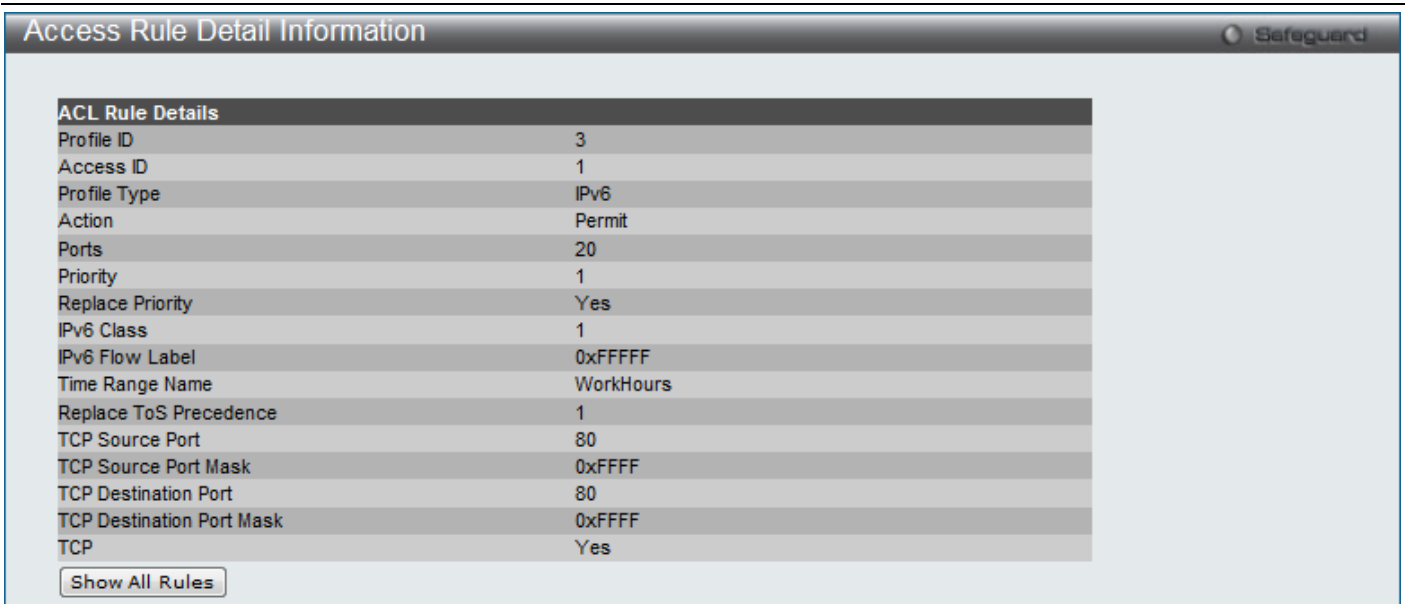 Access Rule Detail Information
Safeguard
ACL Rule Details
Profile ID 3
Access ID 1
Profile Type IPv6
Action Permit
Ports 20
Priority 1
Replace Priority Yes
IPv6 Class 1
IPv6 Flow Label 0xFFFFF
Time Range Name WorkHours
Replace ToS Precedence 1
TCP Source Port 80
TCP Source Port Mask 0xFFFF
TCP Destination Port 80
TCP Destination Port Mask 0xFFFF
TCP Yes
Show All Rules